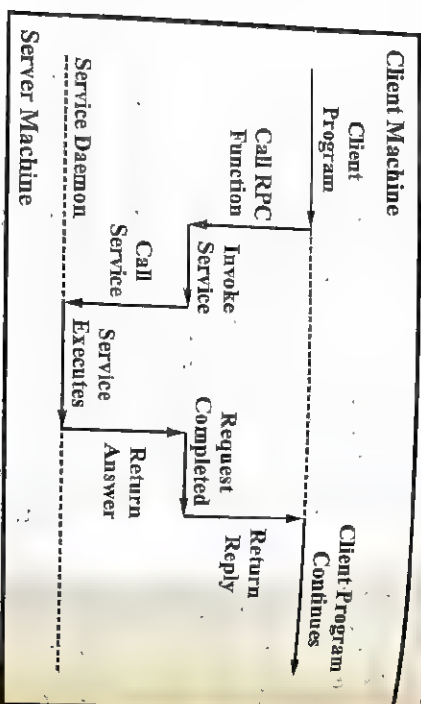 Client Machine
Client
Program
Client Program
Continues
Call RPC
Function
Invoke
Service
Request
Completed
Return
Reply
Call
Service
Service
Executes
Return
Answer
Service Daemon
Server Machine